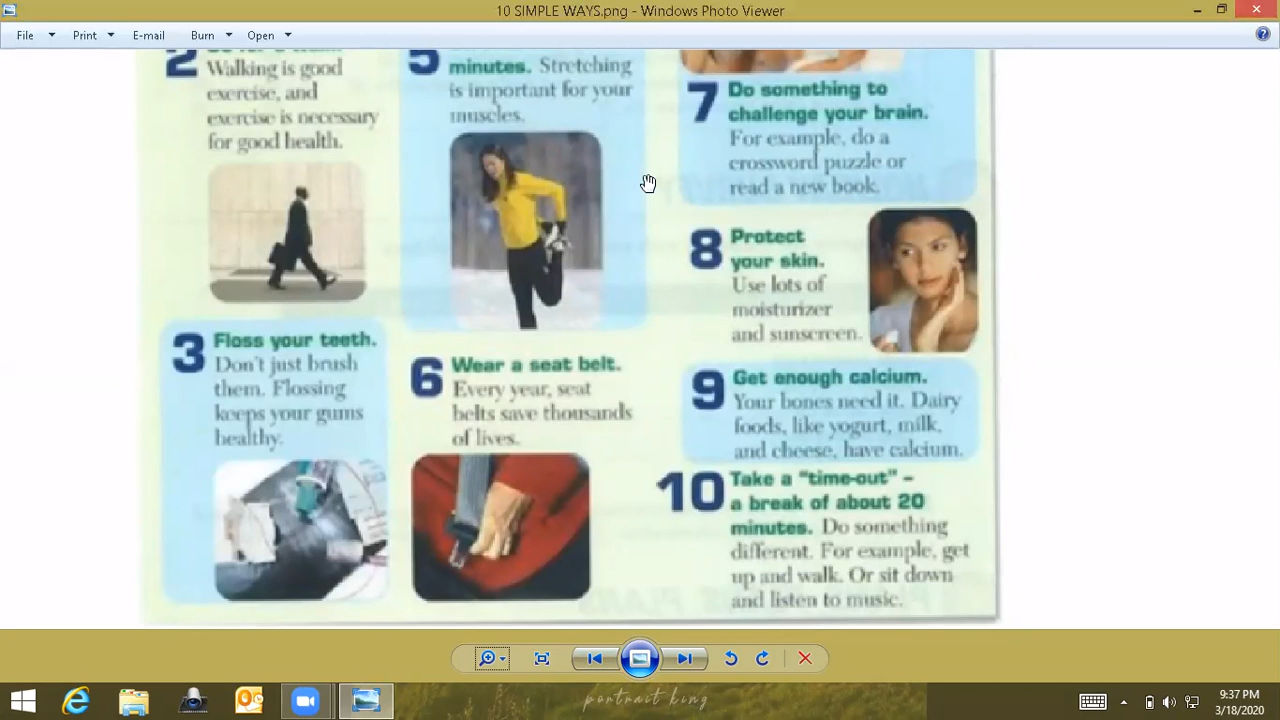 10 SIMPLE WAYS.png - Windows Photo Viewer
File Print E-mail Burn Open
2
Walking is good
exercise, and
exercise is necessary
for good health.
3 Floss your teeth.
Don't just brush
them. Flossing
keeps your gums
healthy.
5
minutes. Stretching
is important for your
muscles.
6 Wear a seat belt.
Every year, seat
belts save thousands
of lives.
7 Do something to
challenge your brain.
For example, do a
crossword puzzle or
read a new book.
8 Protect
your skin.
Use lots of
moisturizer
and sunscreen.
9 Get enough calcium.
Your bones need it. Dairy
foods, like yogurt, milk,
and cheese, have calcium.
10 Take a "time-out" –
a break of about 20
minutes. Do something
different. For example, get
up and walk. Or sit down
and listen to music.
portrait king
9:37 PM
3/18/2020